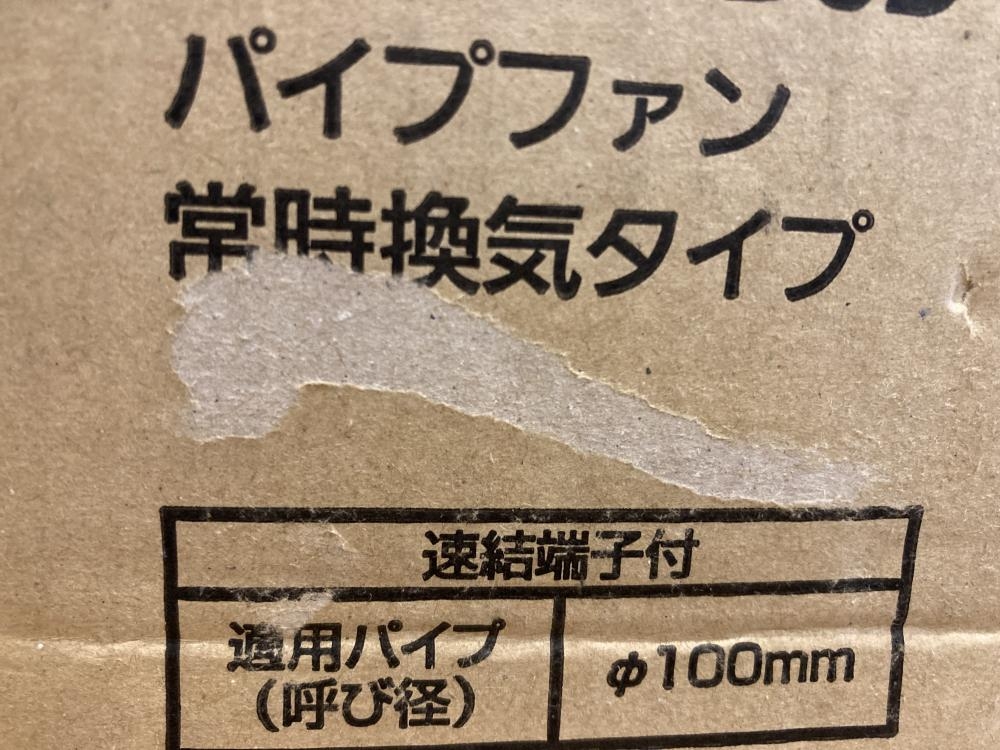 パイプファン
常時換気タイプ
速結端子付
適用パイプ
(呼び径)
φ100mm